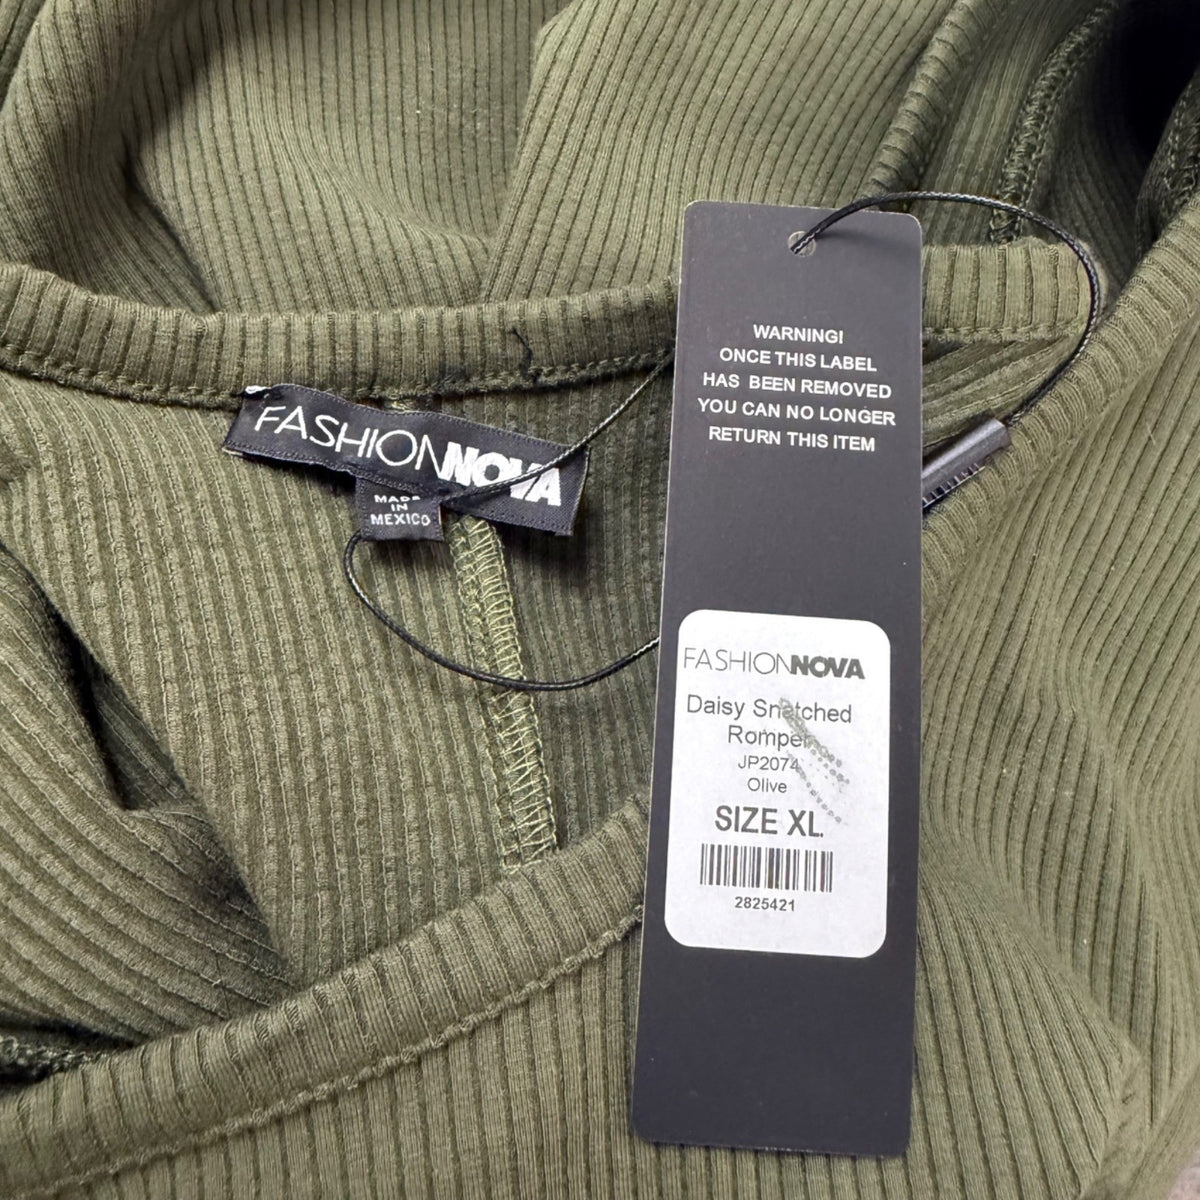 FASHIONNOVA
MADE
IN
MEXICO
WARNING!
ONCE THIS LABEL
HAS BEEN REMOVED
YOU CAN NO LONGER
RETURN THIS ITEM
FASHIONNOVA
Daisy Snatched
Romper
JP2074
Olive
SIZE XL
2825421